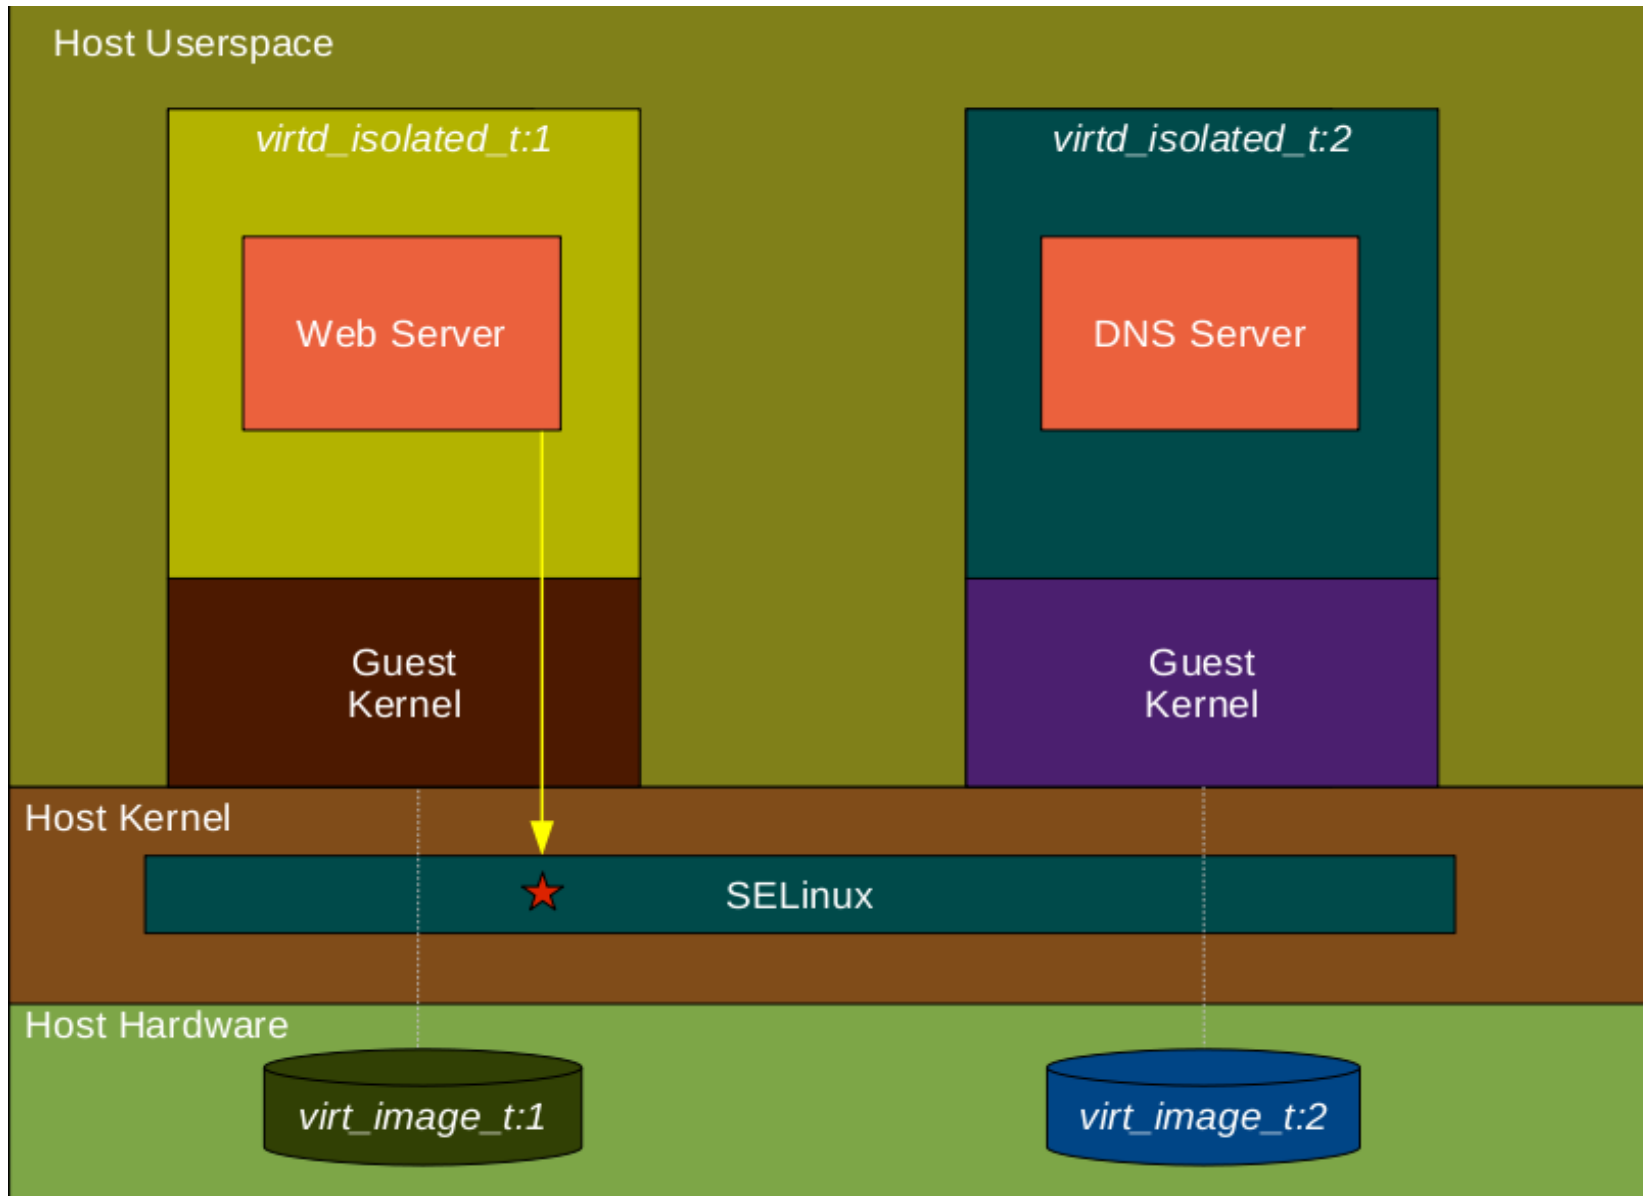 Host Userspace
virtd_isolated_t:1
virtd_isolated_t:2
Web Server
DNS Server
Guest
Kernel
Guest
Kernel
Host Kernel
SELinux
Host Hardware
virt_image_t:1
virt_image_t:2